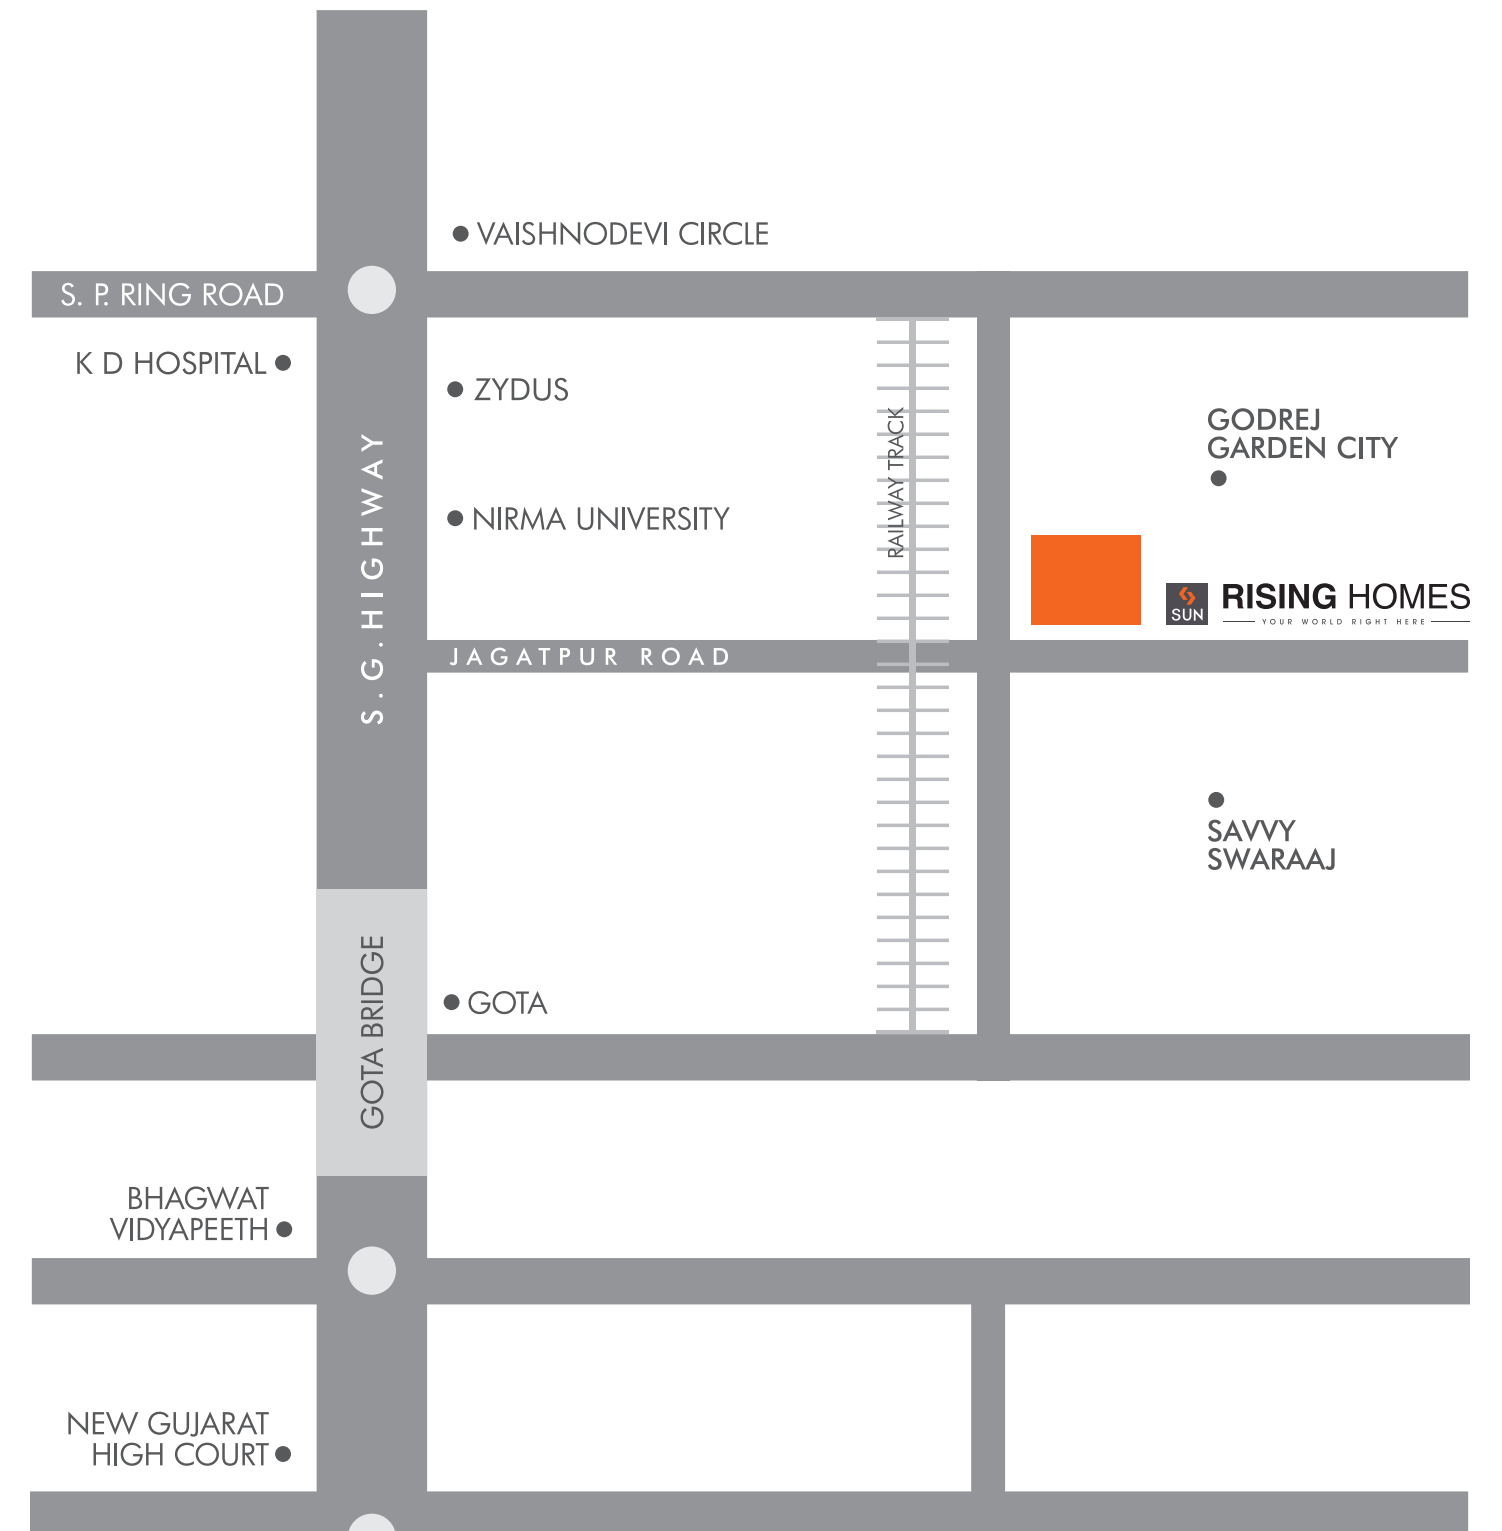 VAISHNODEVI CIRCLE
S. P. RING ROAD
K D HOSPITAL
ZYDUS
GODREJ
GARDEN CITY
RAILWAY TRACK
S.G.HIGHWAY
NIRMA UNIVERSITY
SUN
RISING HOMES
YOUR WORLD RIGHT HERE
JAGATPUR ROAD
SAVVY
SWARAAJ
GOTA BRIDGE
GOTA
BHAGWAT
VIDYAPEETH
NEW GUJARAT
HIGH COURT